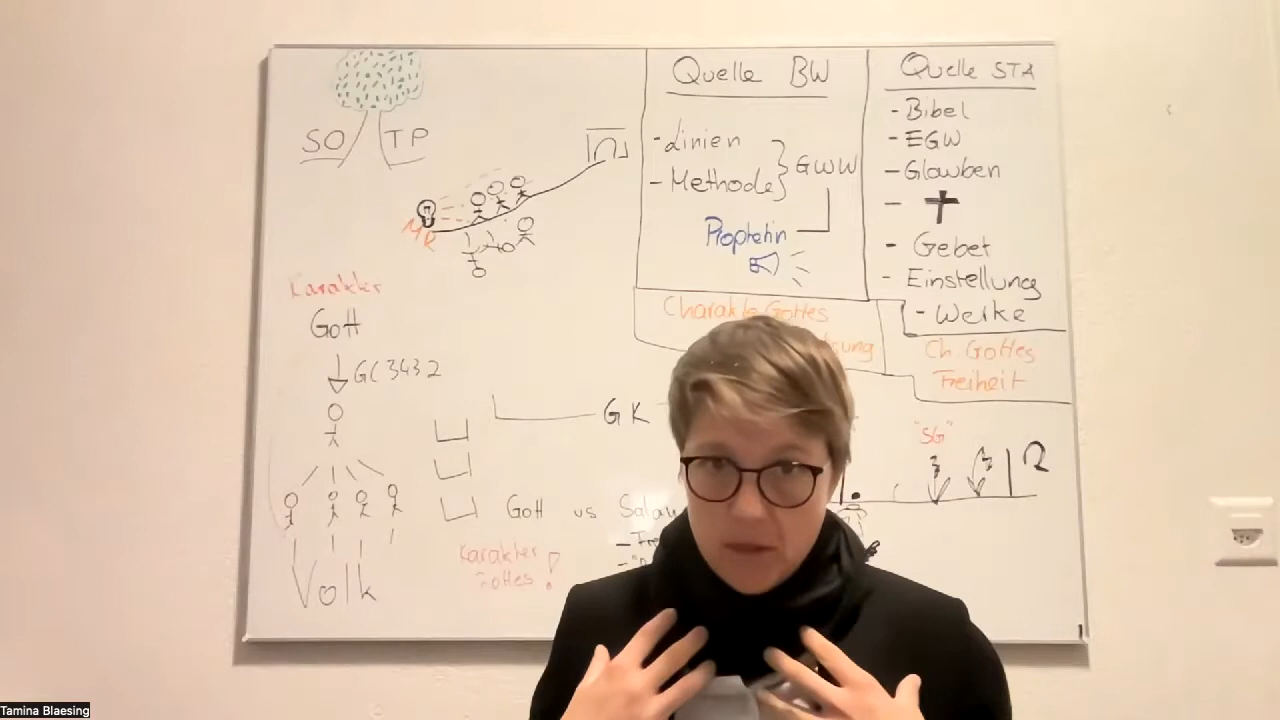 SO TP
MR
Karakter
Gott
GC 343 2
Volk
GK
Gott vs Satan
Karakter
Gottes !
Quelle BW
- Linien
- Methode } GWW
Prophetin
Charakte Gottes
Quelle STA
- Bibel
- EGW
- Glauben
-
- Gebet
- Einstellung
- Werke
Ch. Gottes
Freiheit
"SG"
Tamina Blaesing